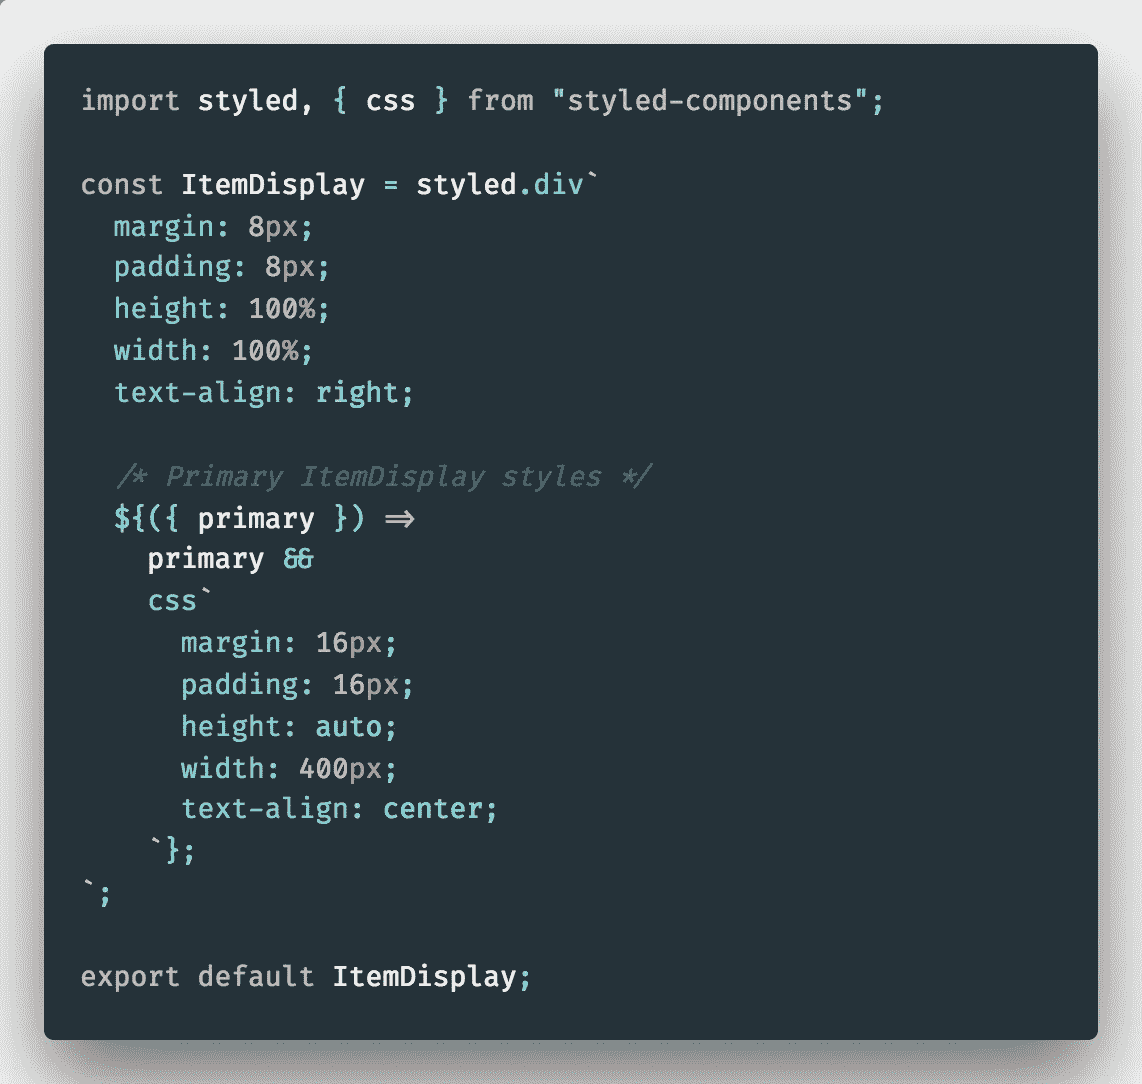 import styled, { css } from "styled-components";

const ItemDisplay = styled.div`
  margin: 8px;
  padding: 8px;
  height: 100%;
  width: 100%;
  text-align: right;

  /* Primary ItemDisplay styles */
  ${({ primary }) =>
    primary &&
    css`
      margin: 16px;
      padding: 16px;
      height: auto;
      width: 400px;
      text-align: center;
    `};
`;

export default ItemDisplay;